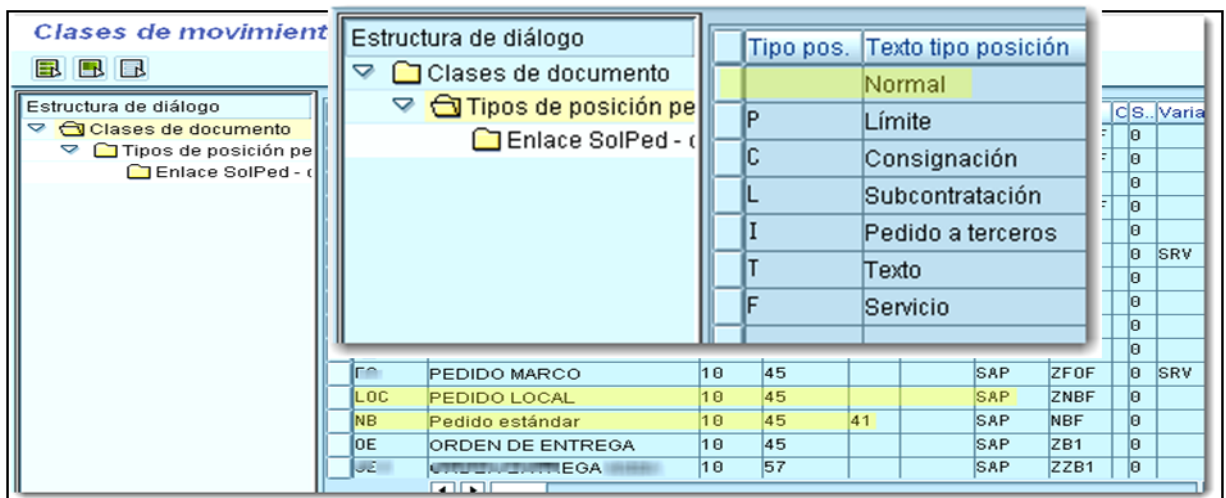 Clases de movimient
Estructura de diálogo
Clases de documento
Tipos de posición pe
Enlace SolPed - 
Estructura de diálogo
Clases de documento
Tipos de posición pe
Enlace SolPed - 
Tipo pos. Texto tipo posición
Normal
P Límite
C Consignación
L Subcontratación
I Pedido a terceros
T Texto
F Servicio
C S.. Varia
0
0
0
0
0
0 SRV
0
0
0
0
PEDIDO MARCO 10 45 SAP ZFOF 0 SRV
LOC PEDIDO LOCAL 10 45 SAP ZNBF 0
NB Pedido estándar 10 45 41 SAP NBF 0
OE ORDEN DE ENTREGA 10 45 SAP ZB1 0
10 57 SAP ZZB1 0